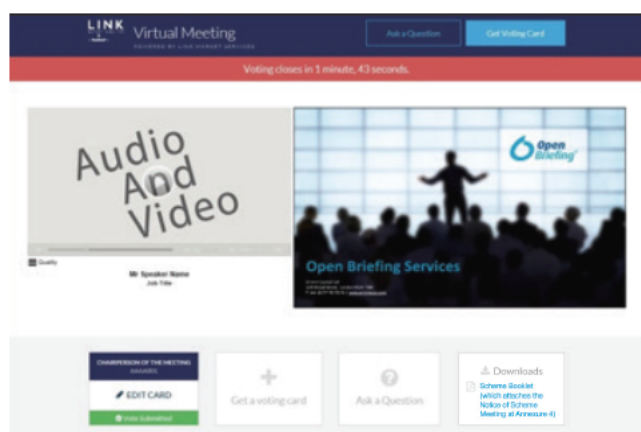 LINK
Virtual Meeting
POWERED BY LINK MARKET SERVICES
Ask a Question
Get Voting Card
Voting closes in 1 minute, 43 seconds.
Audio
And
Video
Open
Briefing
Quality
Mr Speaker Name
Job Title
Open Briefing Services
CHAIRPERSON OF THE MEETING
EDIT CARD
Vote Submitted
Get a voting card
Ask a Question
Downloads
Scheme Booklet
(which attaches the
Notice of Scheme
Meeting at Annexure 4)